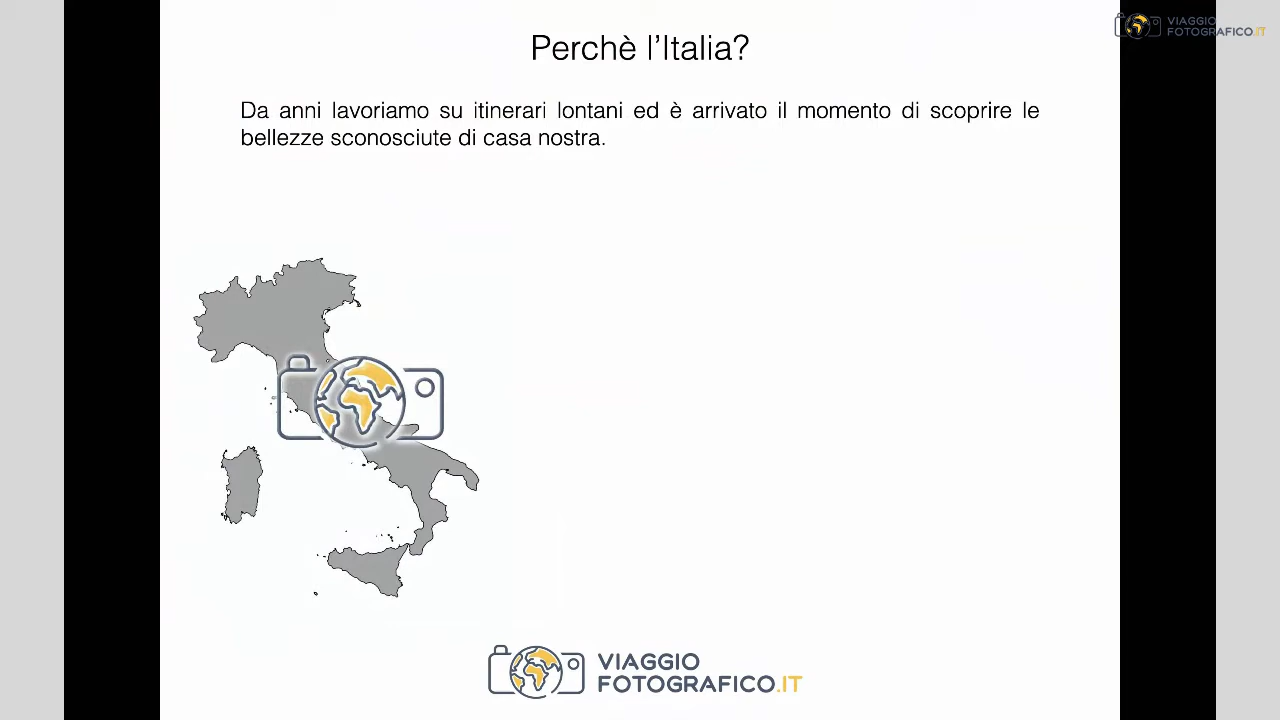 VIAGGIO
FOTOGRAFICO.IT
Perchè l’Italia?
Da anni lavoriamo su itinerari lontani ed è arrivato il momento di scoprire le
bellezze sconosciute di casa nostra.
VIAGGIO
FOTOGRAFICO.IT